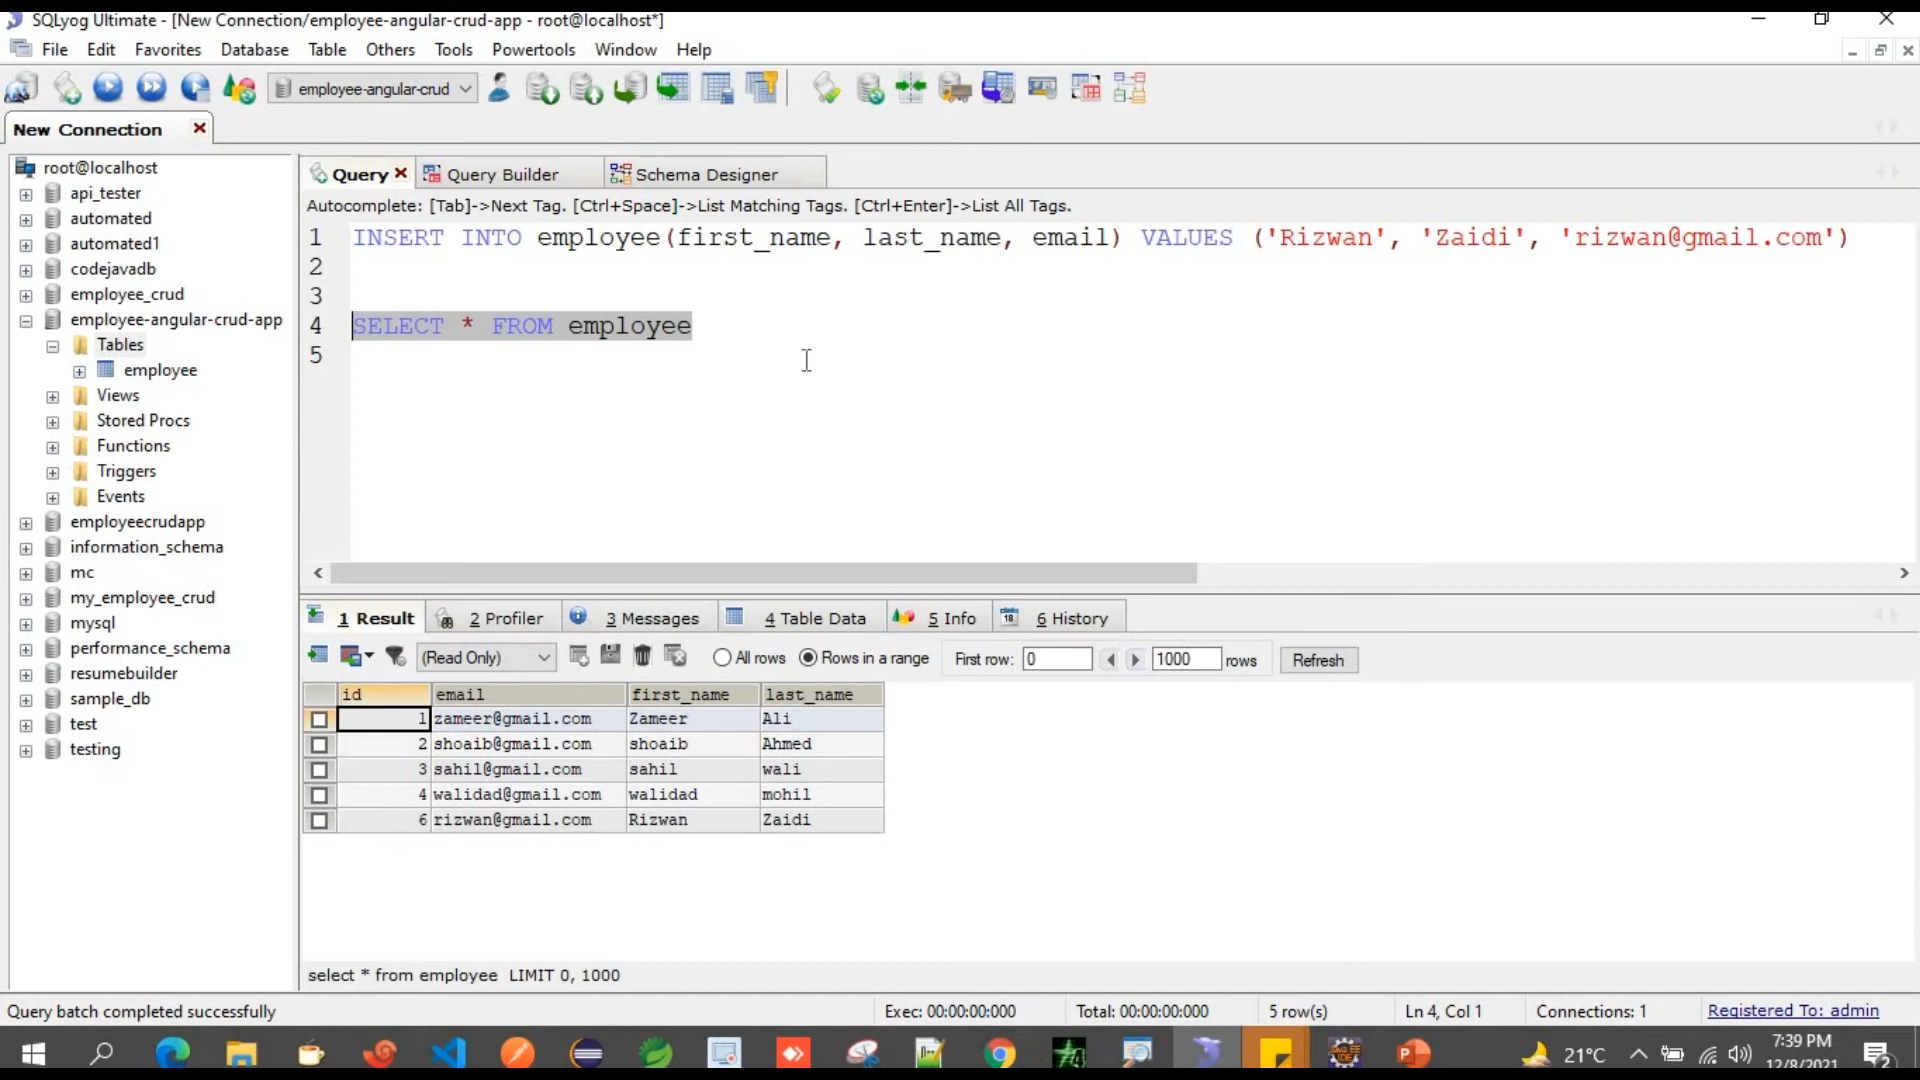 SQLyog Ultimate - [New Connection/employee-angular-crud-app - root@localhost*]
File Edit Favorites Database Table Others Tools Powertools Window Help
employee-angular-crud
New Connection
root@localhost
api_tester
automated
automated1
codejavadb
employee_crud
employee-angular-crud-app
Tables
employee
Views
Stored Procs
Functions
Triggers
Events
employeecrudapp
information_schema
mc
my_employee_crud
mysql
performance_schema
resumebuilder
sample_db
test
testing
Query Query Builder Schema Designer
Autocomplete: [Tab]->Next Tag. [Ctrl+Space]->List Matching Tags. [Ctrl+Enter]->List All Tags.
1 INSERT INTO employee(first_name, last_name, email) VALUES ('Rizwan', 'Zaidi', 'rizwan@gmail.com')
2
3
4 SELECT * FROM employee
5
1 Result 2 Profiler 3 Messages 4 Table Data 5 Info 18 6 History
(Read Only) All rows Rows in a range First row: 0 1000 rows Refresh
id email first_name last_name
1 zameer@gmail.com Zameer Ali
2 shoaib@gmail.com shoaib Ahmed
3 sahil@gmail.com sahil wali
4 walidad@gmail.com walidad mohil
6 rizwan@gmail.com Rizwan Zaidi
select * from employee LIMIT 0, 1000
Query batch completed successfully Exec: 00:00:00:000 Total: 00:00:00:000 5 row(s) Ln 4, Col 1 Connections: 1 Registered To: admin
21°C 7:39 PM
12/8/2021
2